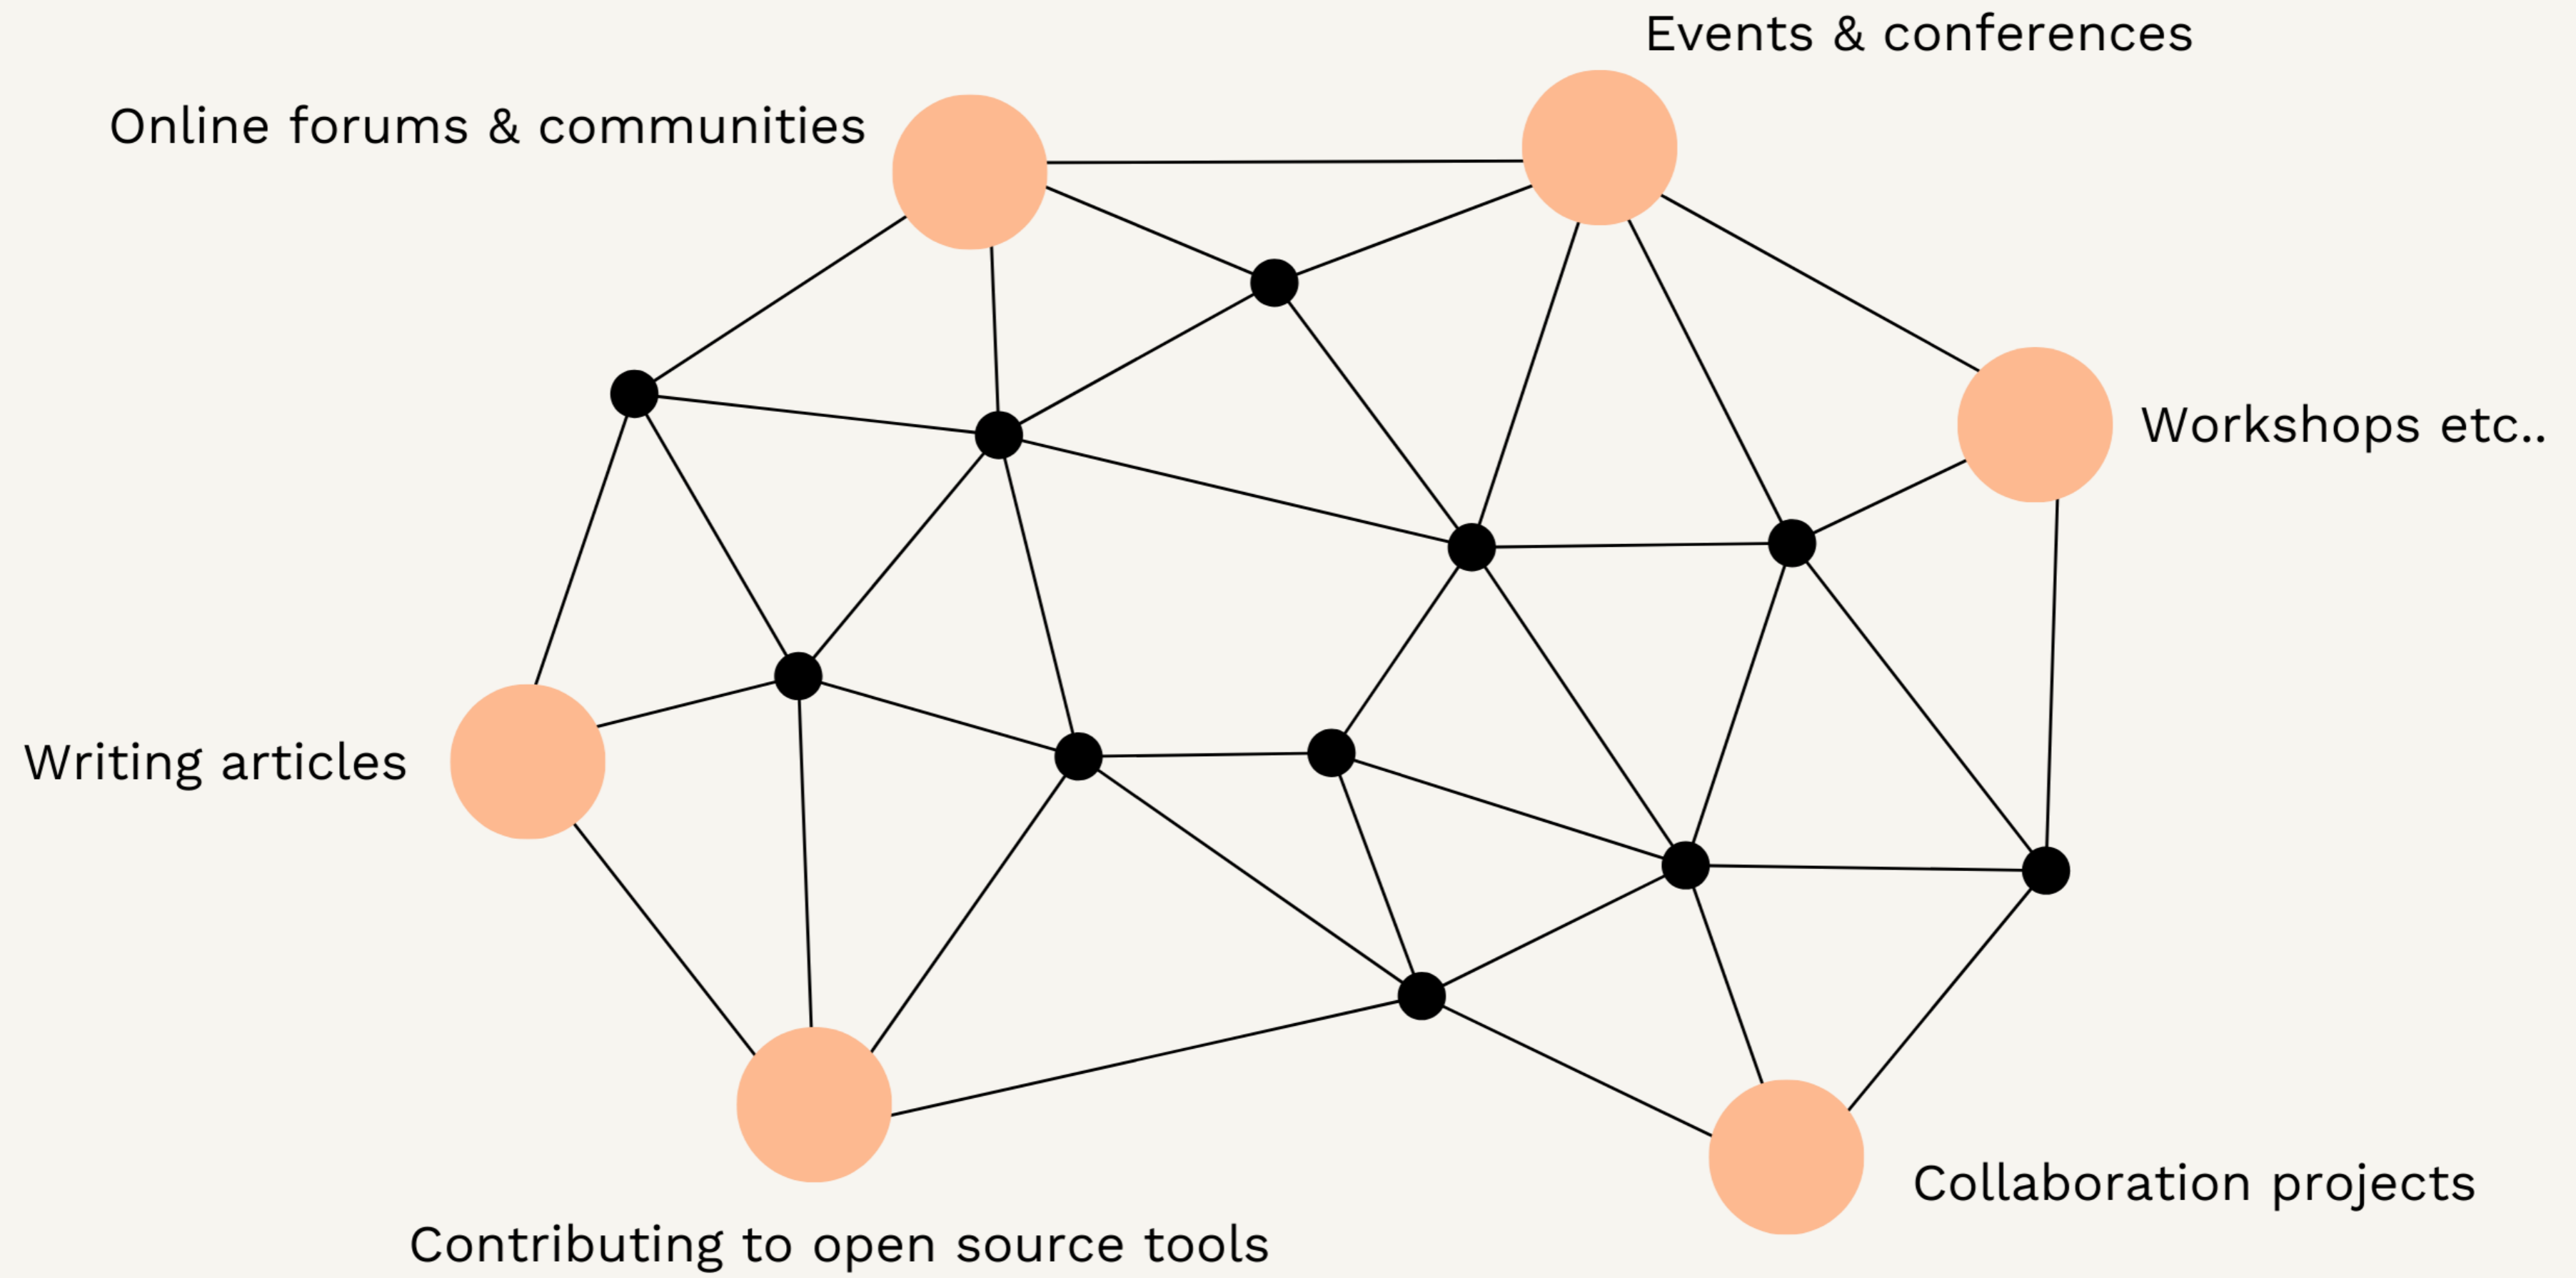 Events & conferences
Online forums & communities
Workshops etc..
Writing articles
Collaboration projects
Contributing to open source tools